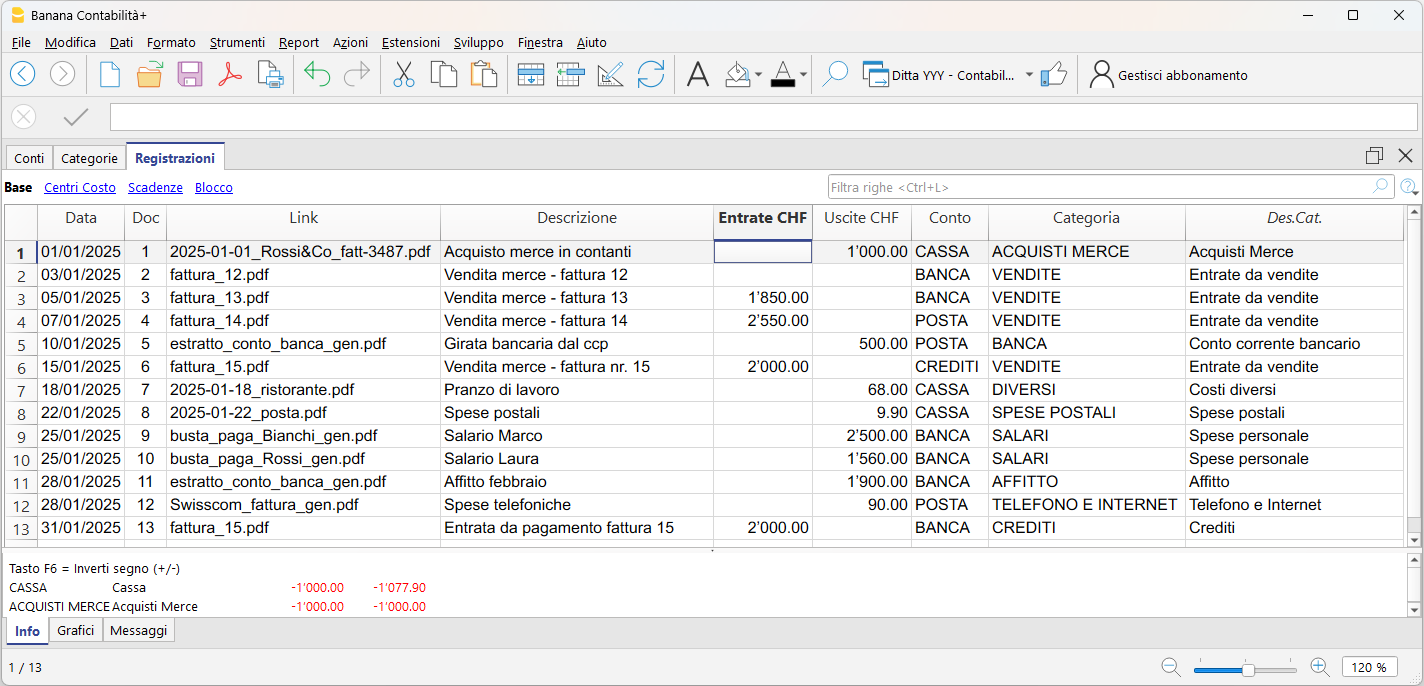 Banana Contabilità+
File Modifica Dati Formato Strumenti Report Azioni Estensioni Sviluppo Finestra Aiuto
Ditta YYY - Contabil... Gestisci abbonamento
Conti Categorie Registrazioni
Base Centri Costo Scadenze Blocco Filtra righe <Ctrl+L>
Data Doc Link Descrizione Entrate CHF Uscite CHF Conto Categoria Des.Cat.
1 01/01/2025 1 2025-01-01_Rossi&Co_fatt-3487.pdf Acquisto merce in contanti 1'000.00 CASSA ACQUISTI MERCE Acquisti Merce
2 03/01/2025 2 fattura_12.pdf Vendita merce - fattura 12 BANCA VENDITE Entrate da vendite
3 05/01/2025 3 fattura_13.pdf Vendita merce - fattura 13 1'850.00 BANCA VENDITE Entrate da vendite
4 07/01/2025 4 fattura_14.pdf Vendita merce - fattura 14 2'550.00 POSTA VENDITE Entrate da vendite
5 10/01/2025 5 estratto_conto_banca_gen.pdf Girata bancaria dal ccp 500.00 POSTA BANCA Conto corrente bancario
6 15/01/2025 6 fattura_15.pdf Vendita merce - fattura nr. 15 2'000.00 CREDITI VENDITE Entrate da vendite
7 18/01/2025 7 2025-01-18_ristorante.pdf Pranzo di lavoro 68.00 CASSA DIVERSI Costi diversi
8 22/01/2025 8 2025-01-22_posta.pdf Spese postali 9.90 CASSA SPESE POSTALI Spese postali
9 25/01/2025 9 busta_paga_Bianchi_gen.pdf Salario Marco 2'500.00 BANCA SALARI Spese personale
10 25/01/2025 10 busta_paga_Rossi_gen.pdf Salario Laura 1'560.00 BANCA SALARI Spese personale
11 28/01/2025 11 estratto_conto_banca_gen.pdf Affitto febbraio 1'900.00 BANCA AFFITTO Affitto
12 28/01/2025 12 Swisscom_fattura_gen.pdf Spese telefoniche 90.00 POSTA TELEFONO E INTERNET Telefono e Internet
13 31/01/2025 13 fattura_15.pdf Entrata da pagamento fattura 15 2'000.00 BANCA CREDITI Crediti
Tasto F6 = Inverti segno (+/-)
CASSA Cassa -1'000.00 -1'077.90
ACQUISTI MERCE Acquisti Merce -1'000.00 -1'000.00
Info Grafici Messaggi
1 / 13 120 %